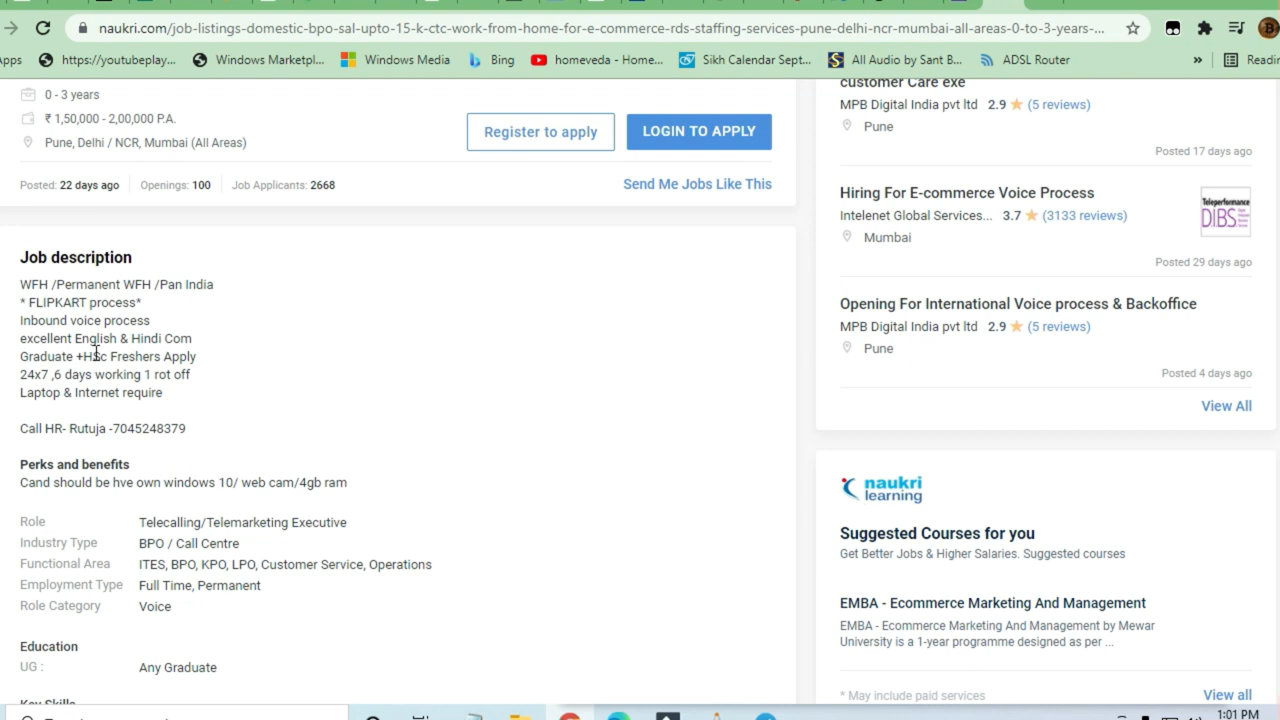 naukri.com/job-listings-domestic-bpo-sal-upto-15-k-ctc-work-from-home-for-e-commerce-rds-staffing-services-pune-delhi-ncr-mumbai-all-areas-0-to-3-years-...
pps https://youtubeplay... Windows Marketpl... Windows Media Bing homeveda - Home... Sikh Calendar Sept... All Audio by Sant B... ADSL Router » Readin
0 - 3 years
₹ 1,50,000 - 2,00,000 P.A.
Pune, Delhi / NCR, Mumbai (All Areas)
Register to apply LOGIN TO APPLY
Posted: 22 days ago Openings: 100 Job Applicants: 2668 Send Me Jobs Like This
Job description
WFH /Permanent WFH /Pan India
* FLIPKART process*
Inbound voice process
excellent English & Hindi Com
Graduate +Hsc Freshers Apply
24x7 ,6 days working 1 rot off
Laptop & Internet require
Call HR- Rutuja -7045248379
Perks and benefits
Cand should be hve own windows 10/ web cam/4gb ram
Role Telecalling/Telemarketing Executive
Industry Type BPO / Call Centre
Functional Area ITES, BPO, KPO, LPO, Customer Service, Operations
Employment Type Full Time, Permanent
Role Category Voice
Education
UG : Any Graduate
Key Skills
customer Care exe
MPB Digital India pvt ltd 2.9 ★ (5 reviews)
Pune
Posted 17 days ago
Hiring For E-commerce Voice Process
Intelenet Global Services... 3.7 ★ (3133 reviews)
Teleperformance
DIBS
Mumbai
Posted 29 days ago
Opening For International Voice process & Backoffice
MPB Digital India pvt ltd 2.9 ★ (5 reviews)
Pune
Posted 4 days ago
View All
naukri
learning
Suggested Courses for you
Get Better Jobs & Higher Salaries. Suggested courses
EMBA - Ecommerce Marketing And Management
EMBA - Ecommerce Marketing And Management by Mewar
University is a 1-year programme designed as per ...
* May include paid services View all
1:01 PM